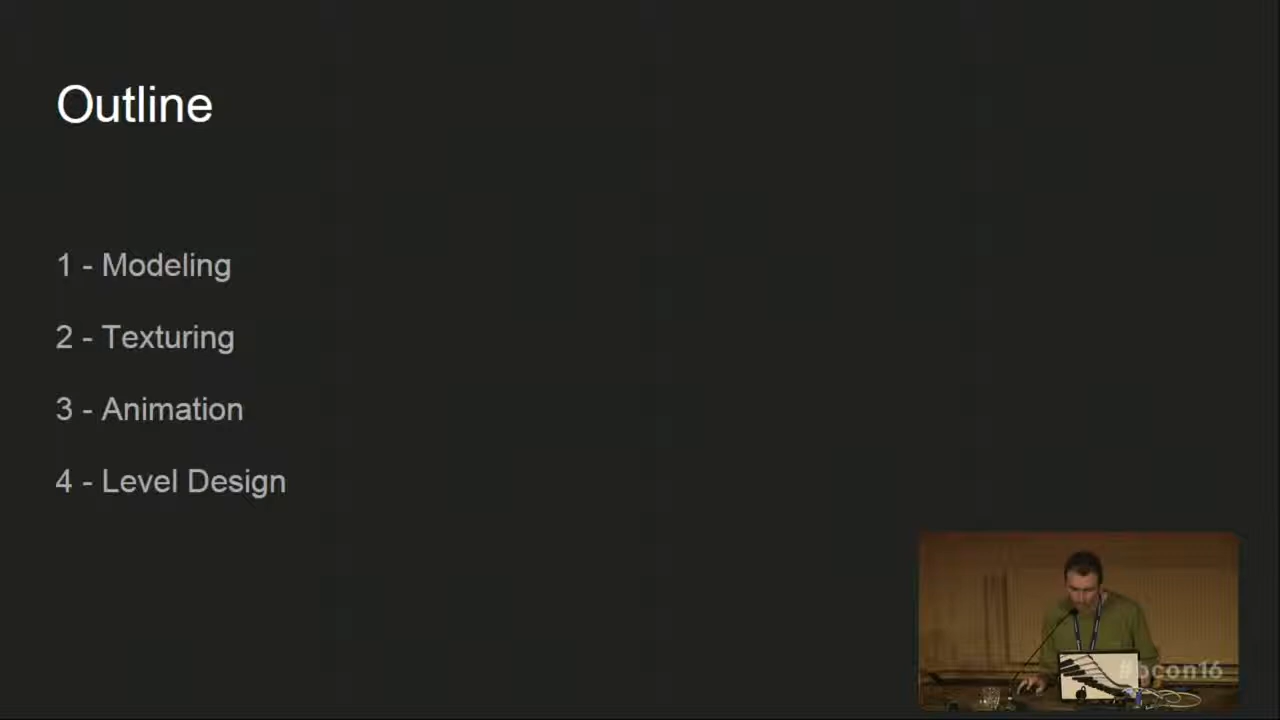 Outline
1 - Modeling
2 - Texturing
3 - Animation
4 - Level Design
#bcon16